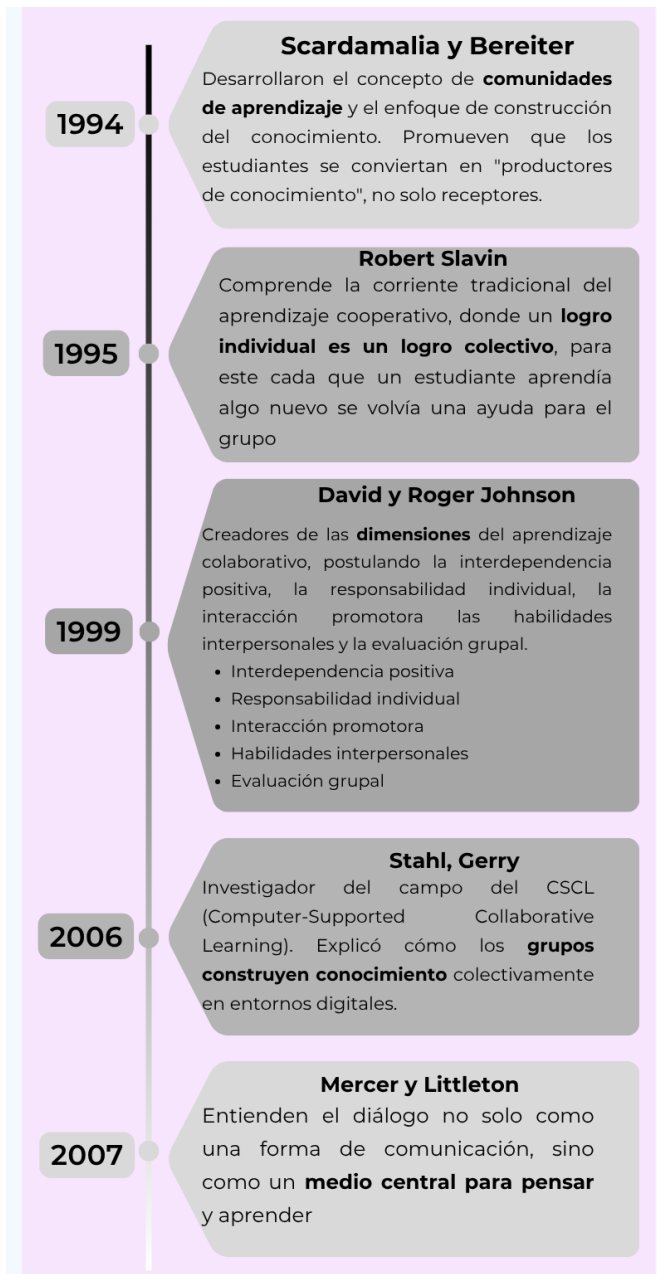 1994
Scardamalia y Bereiter
Desarrollaron el concepto de comunidades
de aprendizaje y el enfoque de construcción
del conocimiento. Promueven que los
estudiantes se conviertan en "productores
de conocimiento", no solo receptores.
1995
Robert Slavin
Comprende la corriente tradicional del
aprendizaje cooperativo, donde un logro
individual es un logro colectivo, para
este cada que un estudiante aprendía
algo nuevo se volvía una ayuda para el
grupo
1999
David y Roger Johnson
Creadores de las dimensiones del aprendizaje
colaborativo, postulando la interdependencia
positiva, la responsabilidad individual, la
interacción promotora las habilidades
interpersonales y la evaluación grupal.
• Interdependencia positiva
• Responsabilidad individual
• Interacción promotora
• Habilidades interpersonales
• Evaluación grupal
2006
Stahl, Gerry
Investigador del campo del CSCL
(Computer-Supported Collaborative
Learning). Explicó cómo los grupos
construyen conocimiento colectivamente
en entornos digitales.
2007
Mercer y Littleton
Entienden el diálogo no solo como
una forma de comunicación, sino
como un medio central para pensar
y aprender